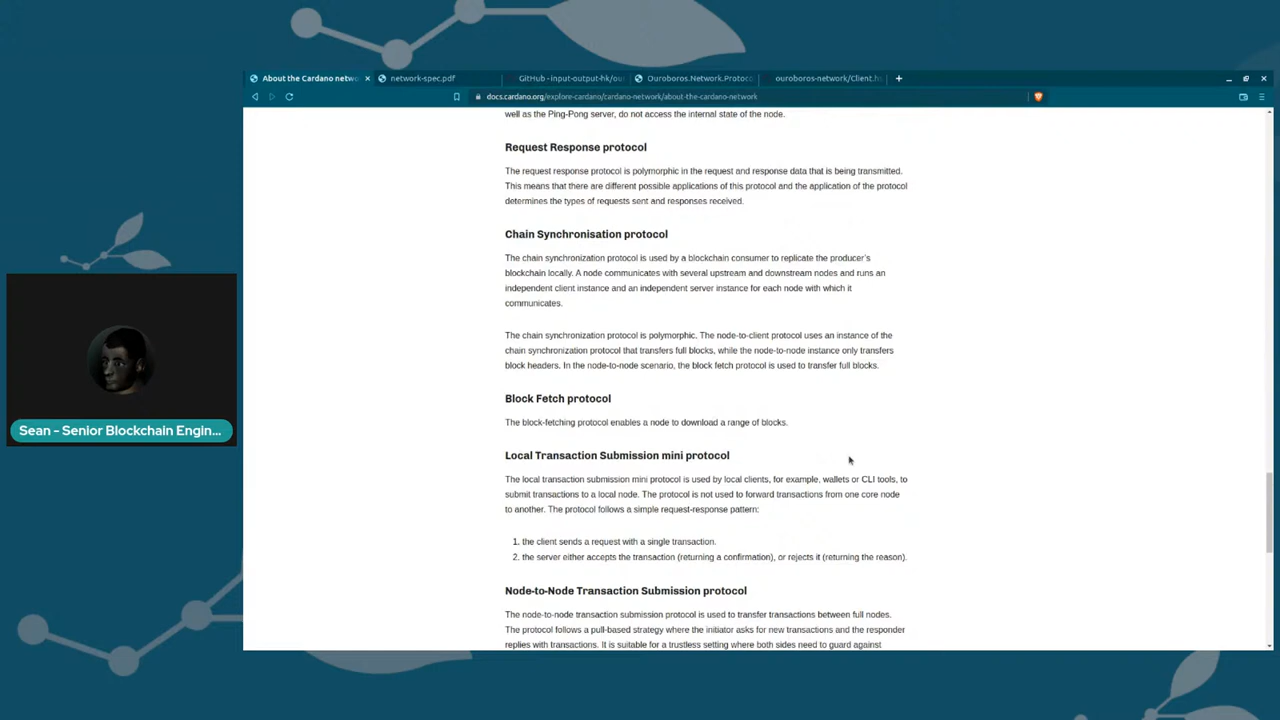 About the Cardano netwo
network-spec.pdf
GitHub - input-output-hk/ou
Ouroboros.Network.Protoc
ouroboros-network/Client.hs
docs.cardano.org/explore-cardano/cardano-network/about-the-cardano-network
well as the Ping-Pong server, do not access the internal state of the node.
Request Response protocol
The request response protocol is polymorphic in the request and response data that is being transmitted.
This means that there are different possible applications of this protocol and the application of the protocol
determines the types of requests sent and responses received.
Chain Synchronisation protocol
The chain synchronization protocol is used by a blockchain consumer to replicate the producer's
blockchain locally. A node communicates with several upstream and downstream nodes and runs an
independent client instance and an independent server instance for each node with which it
communicates.
The chain synchronization protocol is polymorphic. The node-to-client protocol uses an instance of the
chain synchronization protocol that transfers full blocks, while the node-to-node instance only transfers
block headers. In the node-to-node scenario, the block fetch protocol is used to transfer full blocks.
Block Fetch protocol
The block-fetching protocol enables a node to download a range of blocks.
Local Transaction Submission mini protocol
The local transaction submission mini protocol is used by local clients, for example, wallets or CLI tools, to
submit transactions to a local node. The protocol is not used to forward transactions from one core node
to another. The protocol follows a simple request-response pattern:
1. the client sends a request with a single transaction.
2. the server either accepts the transaction (returning a confirmation), or rejects it (returning the reason).
Node-to-Node Transaction Submission protocol
The node-to-node transaction submission protocol is used to transfer transactions between full nodes.
The protocol follows a pull-based strategy where the initiator asks for new transactions and the responder
replies with transactions. It is suitable for a trustless setting where both sides need to guard against
Sean - Senior Blockchain Engin...